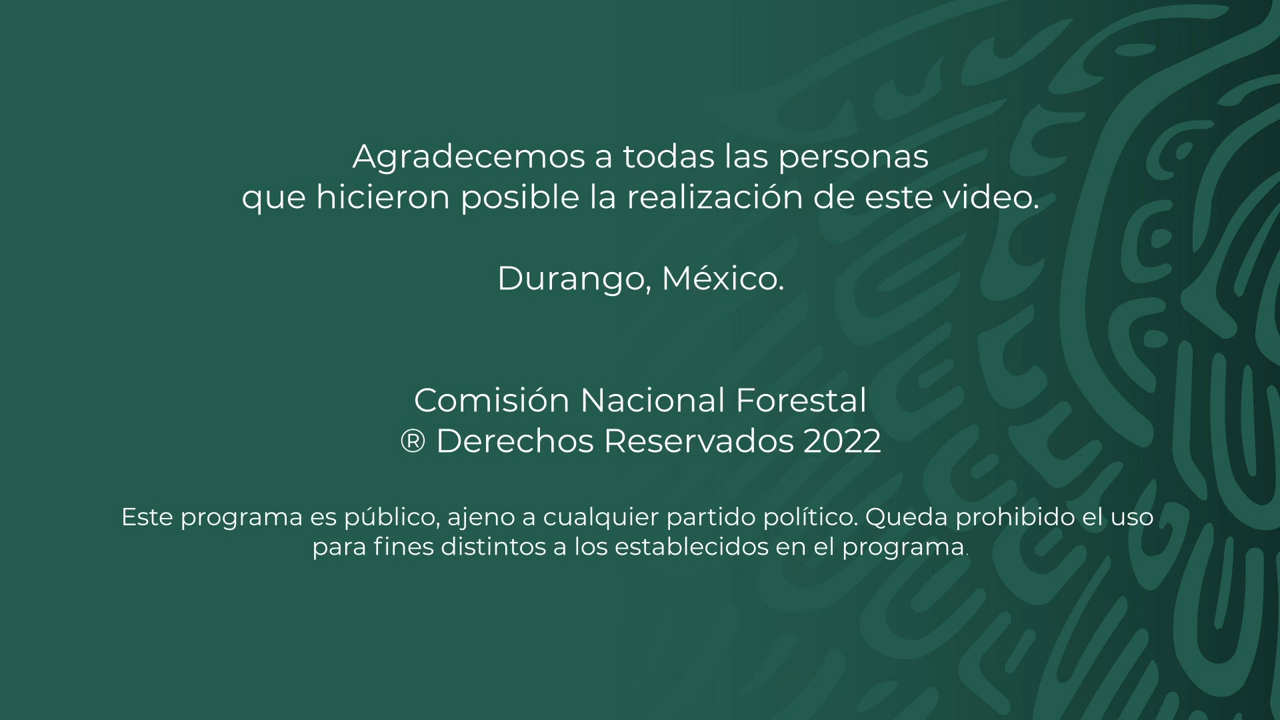 Agradecemos a todas las personas
que hicieron posible la realización de este video.
Durango, México.
Comisión Nacional Forestal
® Derechos Reservados 2022
Este programa es público, ajeno a cualquier partido político. Queda prohibido el uso
para fines distintos a los establecidos en el programa.